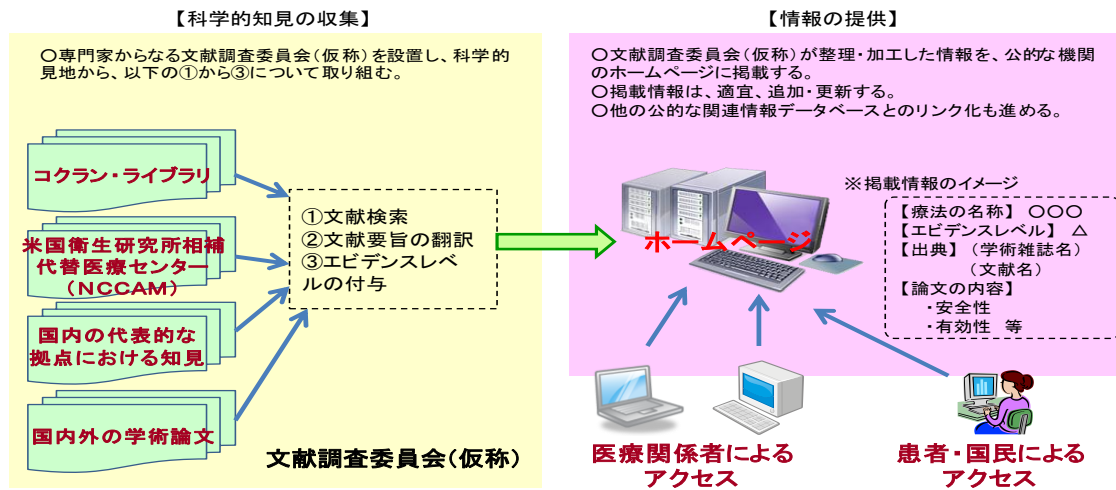 【科学的知見の収集】
〇専門家からなる文献調査委員会(仮称)を設置し、科学的
見地から、以下の①から③について取り組む。
コクラン・ライブラリ
米国衛生研究所相補
代替医療センター
(NCCAM)
国内の代表的な
拠点における知見
国内外の学術論文
①文献検索
②文献要旨の翻訳
③エビデンスレベ
ルの付与
文献調査委員会(仮称)
【情報の提供】
〇文献調査委員会(仮称)が整理・加工した情報を、公的な機関
のホームページに掲載する。
〇掲載情報は、適宜、追加・更新する。
〇他の公的な関連情報データベースとのリンク化も進める。
ホームページ
※掲載情報のイメージ
【療法の名称】 〇〇〇
【エビデンスレベル】 △
【出典】 (学術雑誌名)
(文献名)
【論文の内容】
・安全性
・有効性 等
医療関係者による
アクセス
患者・国民による
アクセス